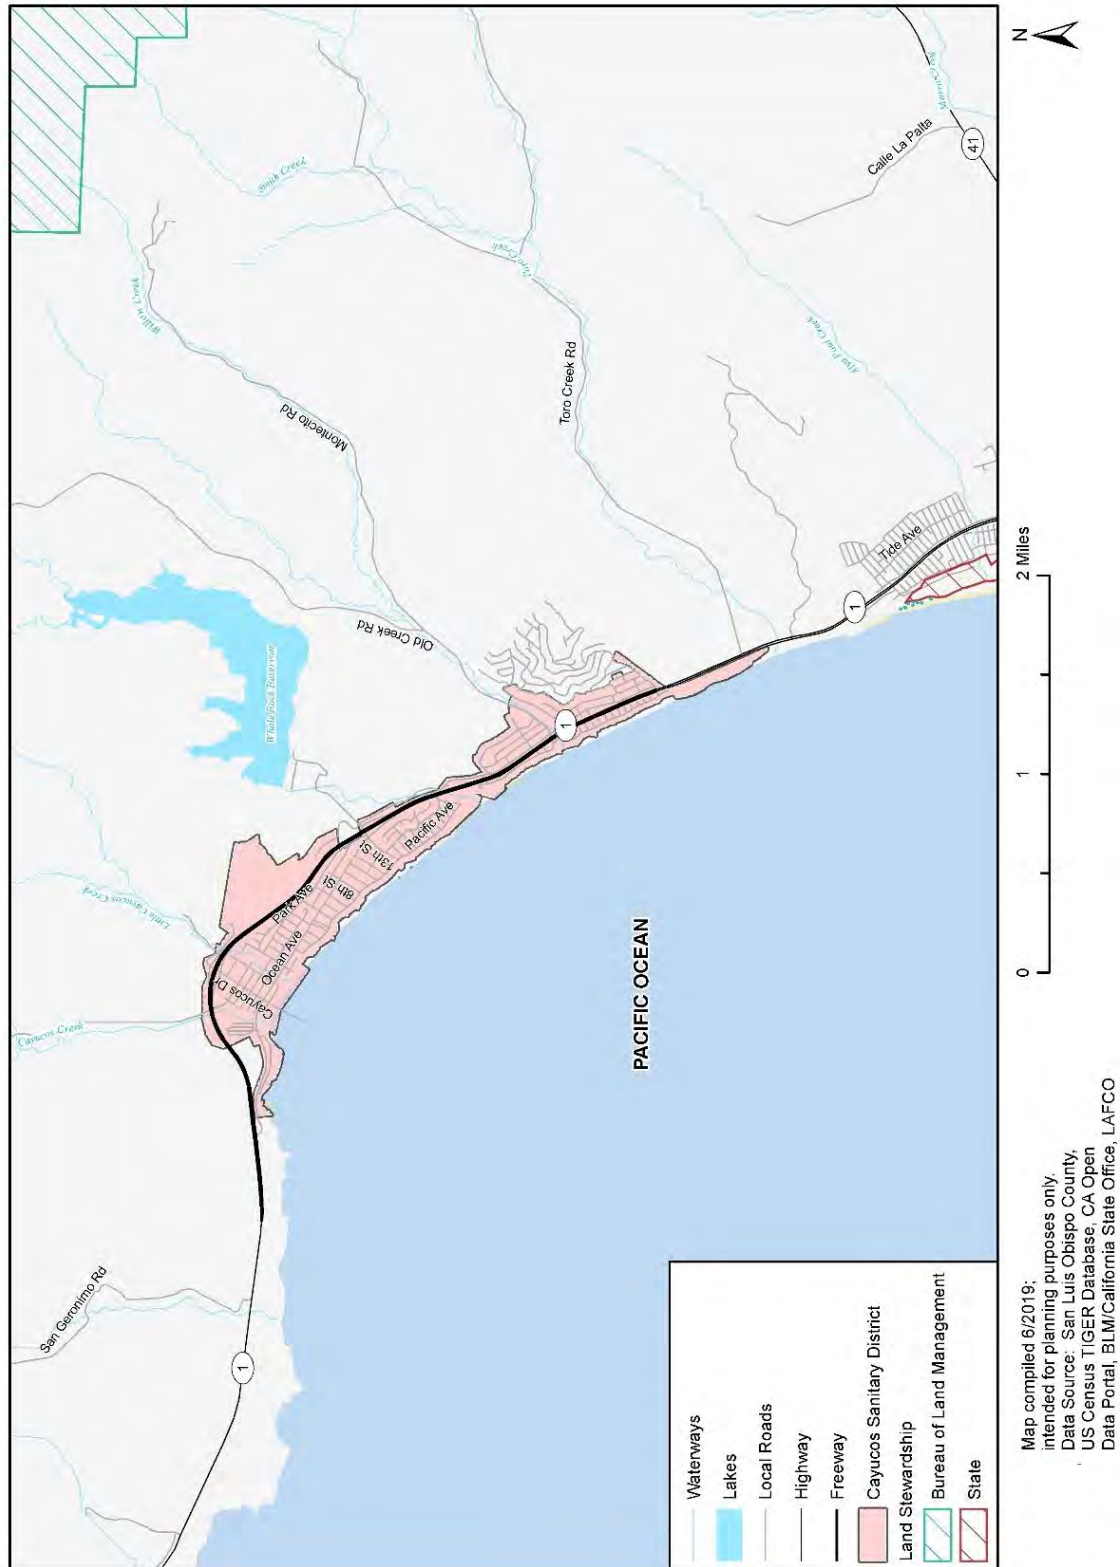 San Geronimo Rd
1
Cayucos Creek
Little Cayucos Creek
Cayucos Dr
Ocean Ave
Park Ave
8th St
13th St
Pacific Ave
Whale Rock Reservoir
Old Creek Rd
Montecito Rd
Willow Creek
Smith Creek
Toro Creek
Toro Creek Rd
1
1
Tide Ave
Alva Paul Creek
Calle La Palta
41
Morro Creek
PACIFIC OCEAN
Waterways
Lakes
Local Roads
Highway
Freeway
Cayucos Sanitary District
Land Stewardship
Bureau of Land Management
State
Map compiled 6/2019;
intended for planning purposes only.
Data Source: San Luis Obispo County,
US Census TIGER Database, CA Open
Data Portal, BLM/California State Office, LAFCO
0 1 2 Miles
N